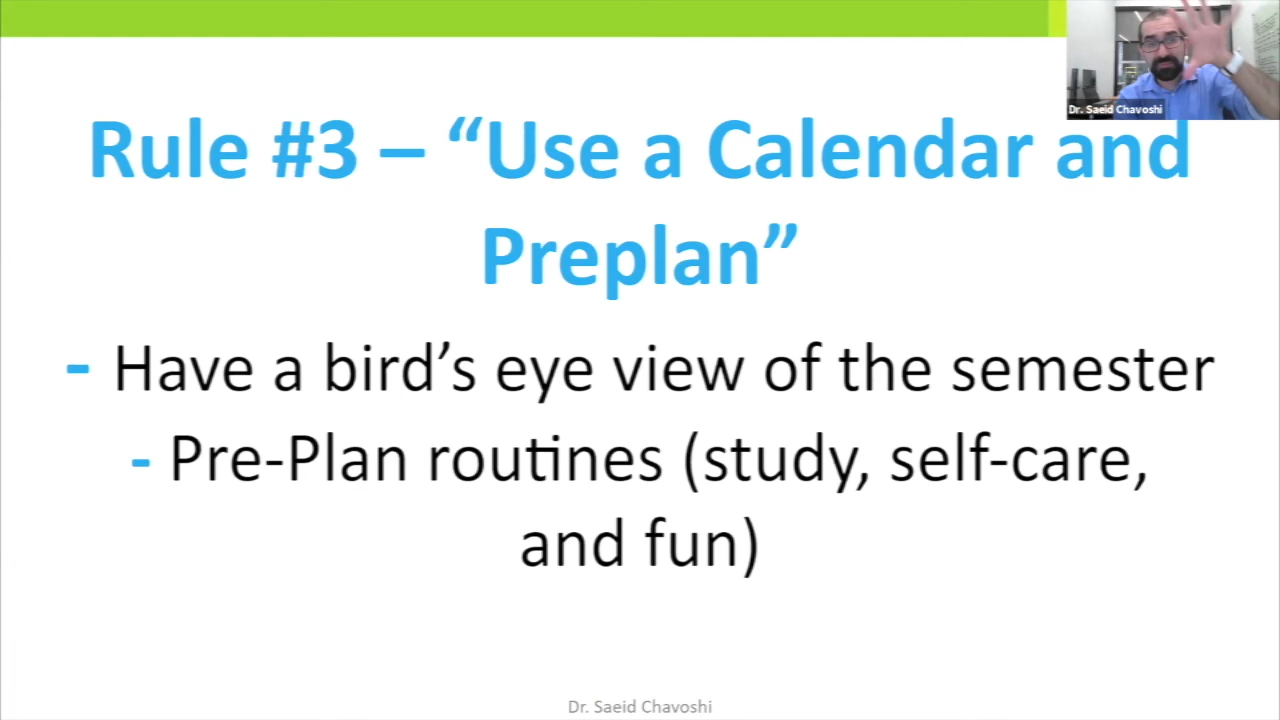 Dr. Saeid Chavoshi
Rule #3 – “Use a Calendar and
Preplan”
- Have a bird’s eye view of the semester
- Pre-Plan routines (study, self-care,
and fun)
Dr. Saeid Chavoshi